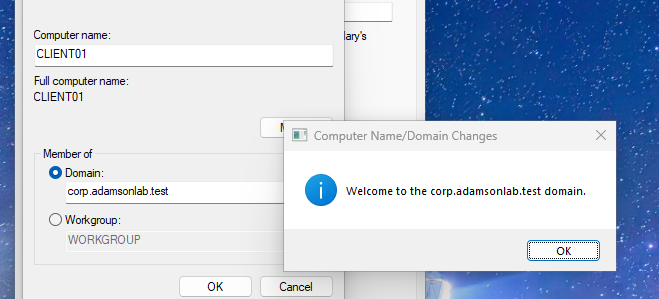 Computer name:
lary's
CLIENT01
Full computer name:
CLIENT01
Computer Name/Domain Changes
Member of
Domain:
Welcome to the corp.adamsonlab.test domain.
corp.adamsonlab.test
Workgroup:
WORKGROUP
OK
OK
Cancel